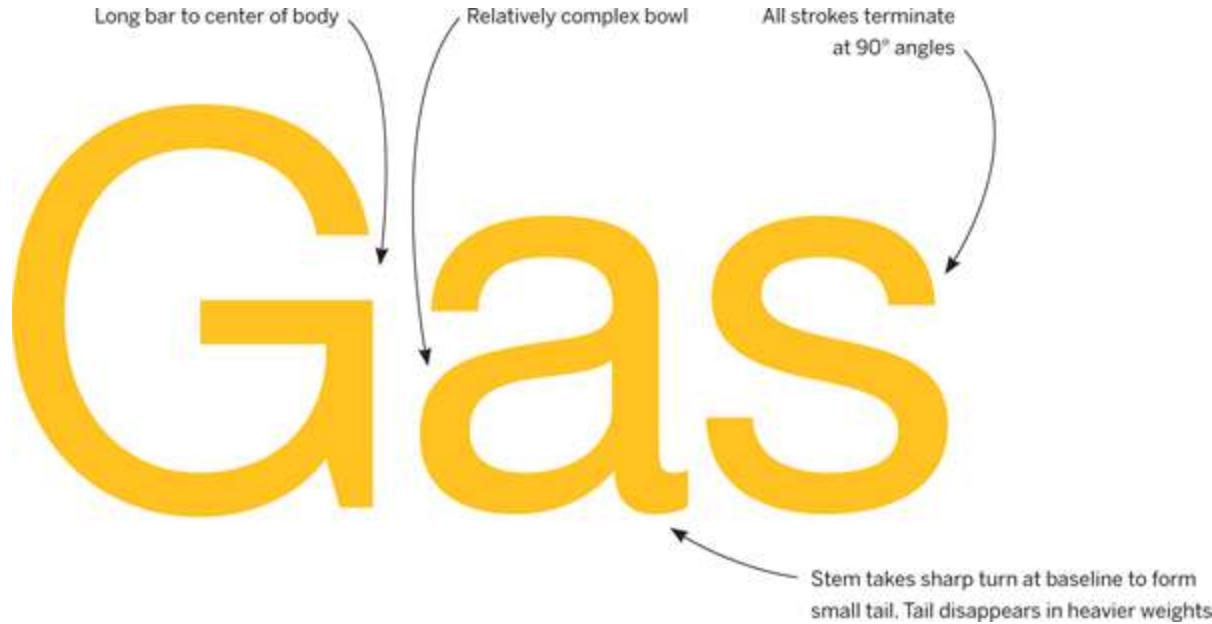 Long bar to center of body
Relatively complex bowl
All strokes terminate
at 90° angles
Gas
Stem takes sharp turn at baseline to form
small tail. Tail disappears in heavier weights